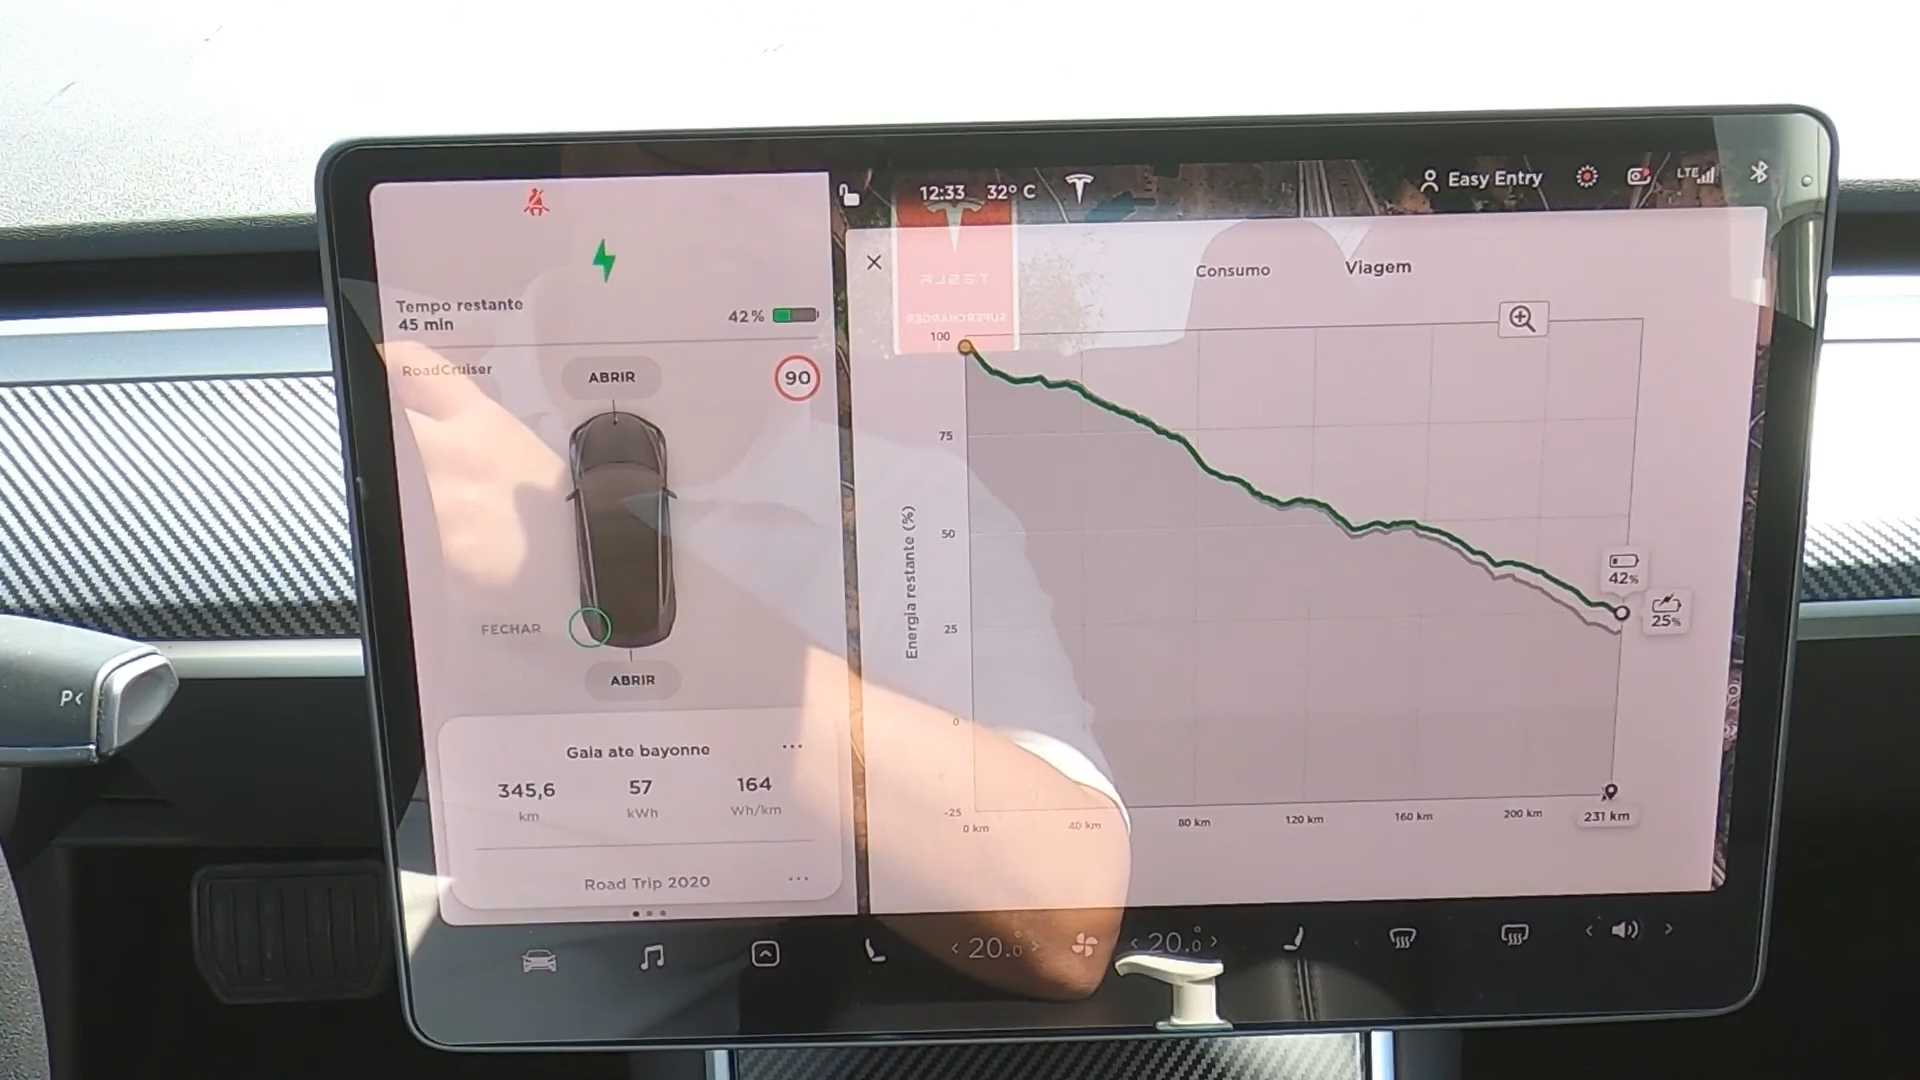 12:33 32° C
Easy Entry
LTE
Tempo restante
45 min
42%
RoadCruiser
ABRIR
90
FECHAR
ABRIR
Gaia ate bayonne
...
345,6
57
164
km
kWh
Wh/km
Road Trip 2020
...
Consumo
Viagem
TESLA
SUPERCHARGER
100
75
50
25
0
-25
Energia restante (%)
42%
25%
0 km
40 km
80 km
120 km
160 km
200 km
231 km
P<
< 20.0° >
< 20.0° >
< >